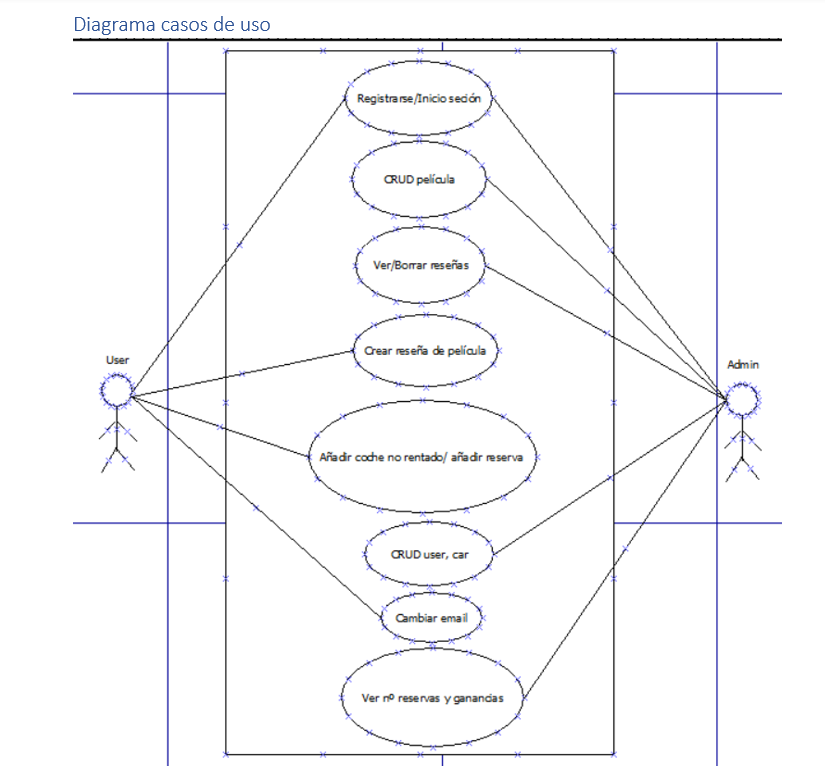 Diagrama casos de uso
Registrarse/Inicio seción
CRUD película
Ver/Borrar reseñas
Crear reseña de película
User
Admin
Añadir coche no rentado/ añadir reserva
CRUD user, car
Cambiar email
Ver nº reservas y ganancias